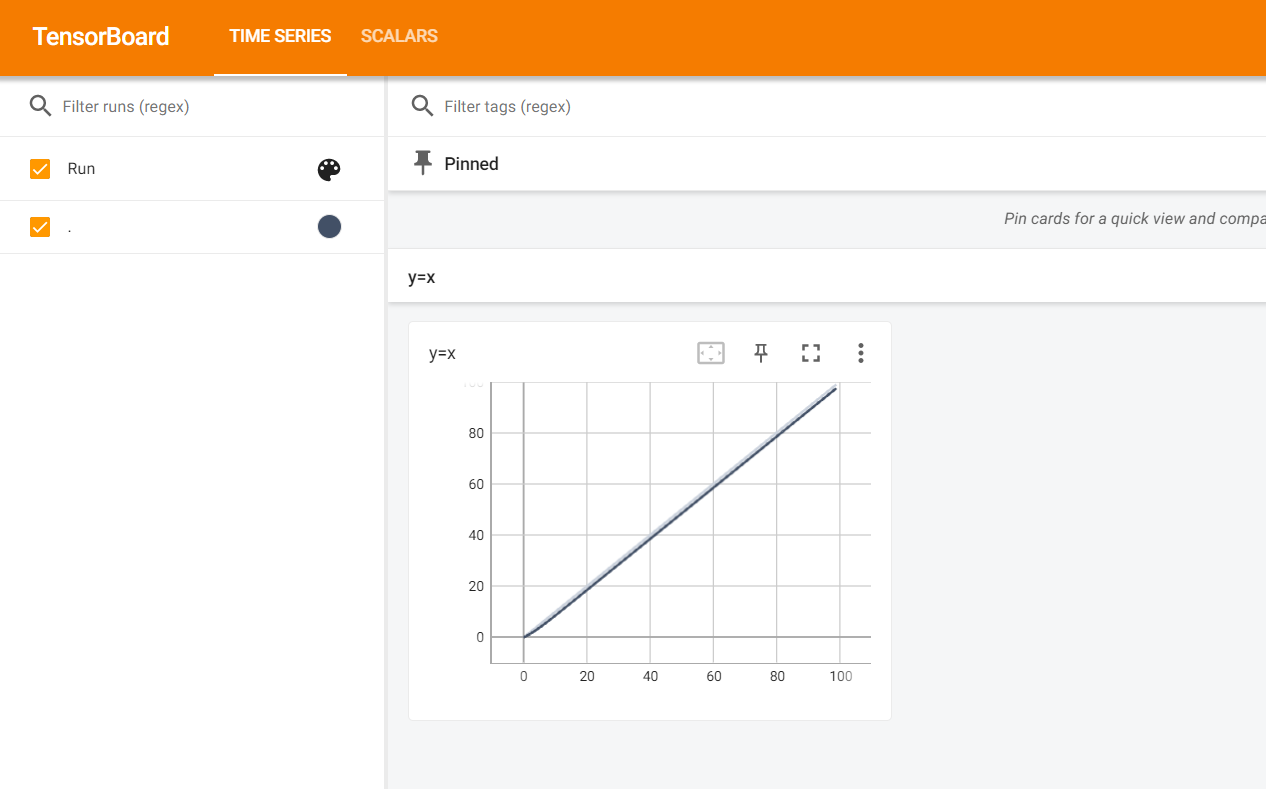 TensorBoard TIME SERIES SCALARS
Filter runs (regex)
Run
.
Filter tags (regex)
Pinned
Pin cards for a quick view and compa
y=x
y=x
100
80
60
40
20
0
0 20 40 60 80 100